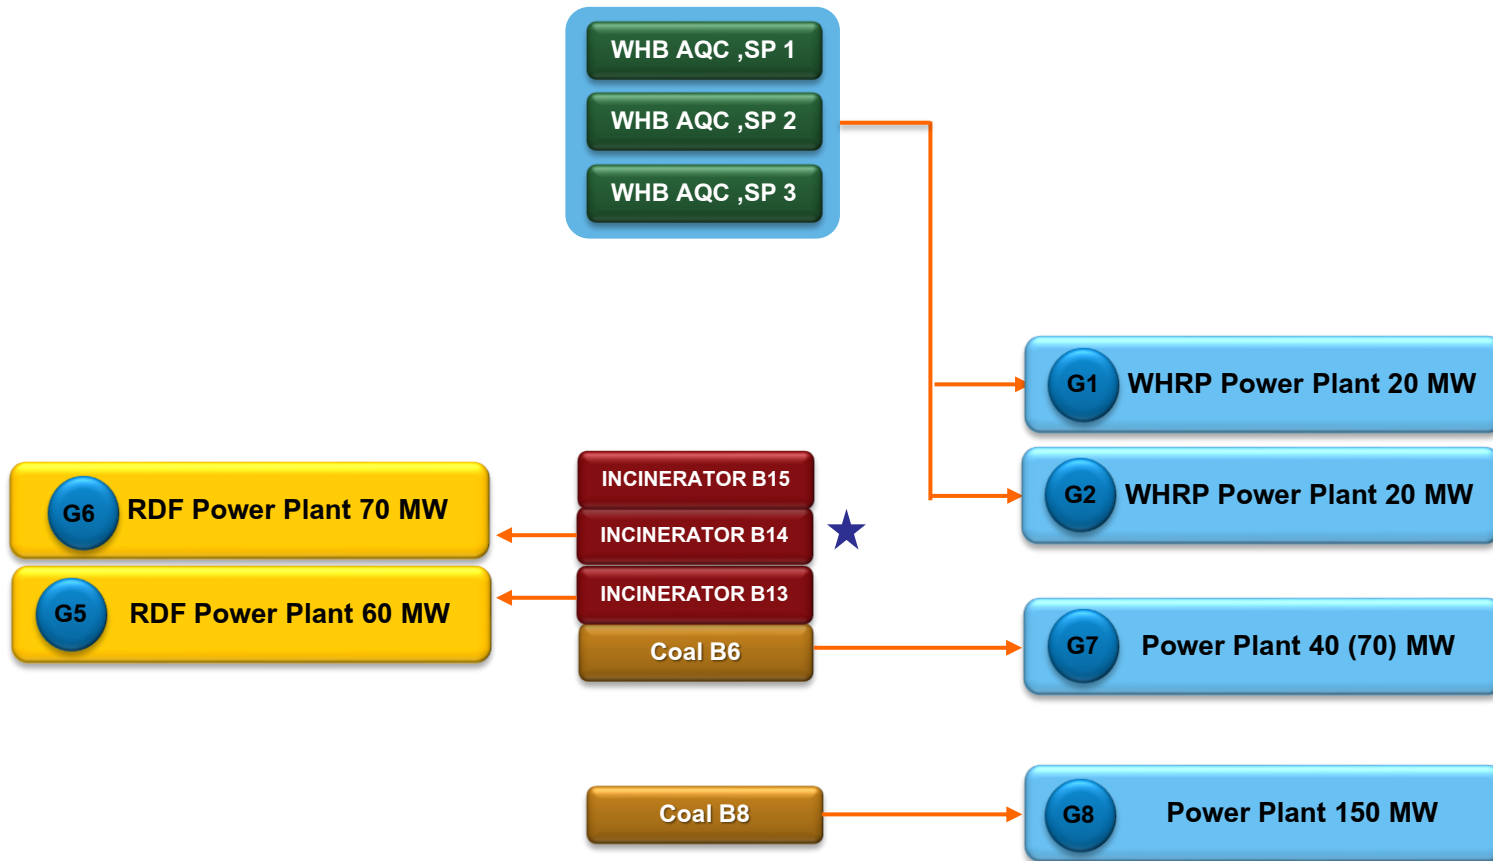 WHB AQC ,SP 1
WHB AQC ,SP 2
WHB AQC ,SP 3
G1 WHRP Power Plant 20 MW
G2 WHRP Power Plant 20 MW
G6 RDF Power Plant 70 MW
G5 RDF Power Plant 60 MW
INCINERATOR B15
INCINERATOR B14
INCINERATOR B13
Coal B6
G7 Power Plant 40 (70) MW
Coal B8
G8 Power Plant 150 MW